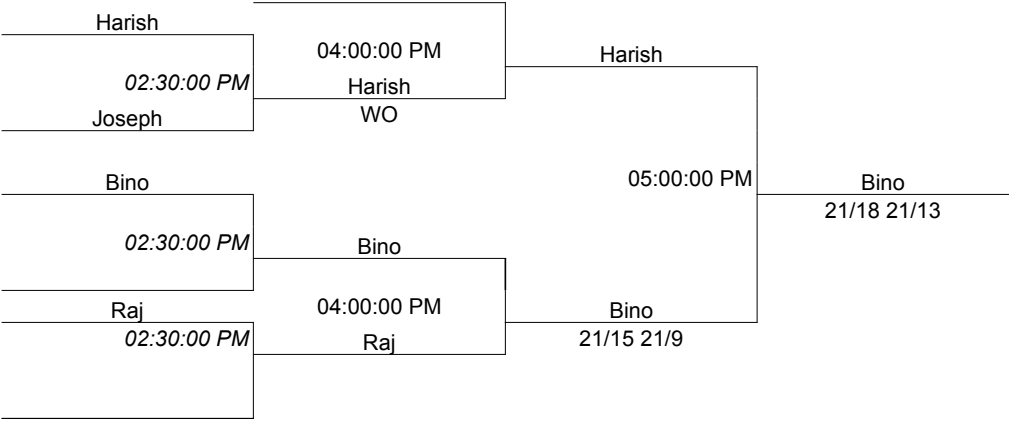 Harish
04:00:00 PM
Harish
02:30:00 PM
Harish
Joseph
WO
Bino
05:00:00 PM
Bino
21/18 21/13
02:30:00 PM
Bino
Raj
04:00:00 PM
Bino
02:30:00 PM
Raj
21/15 21/9